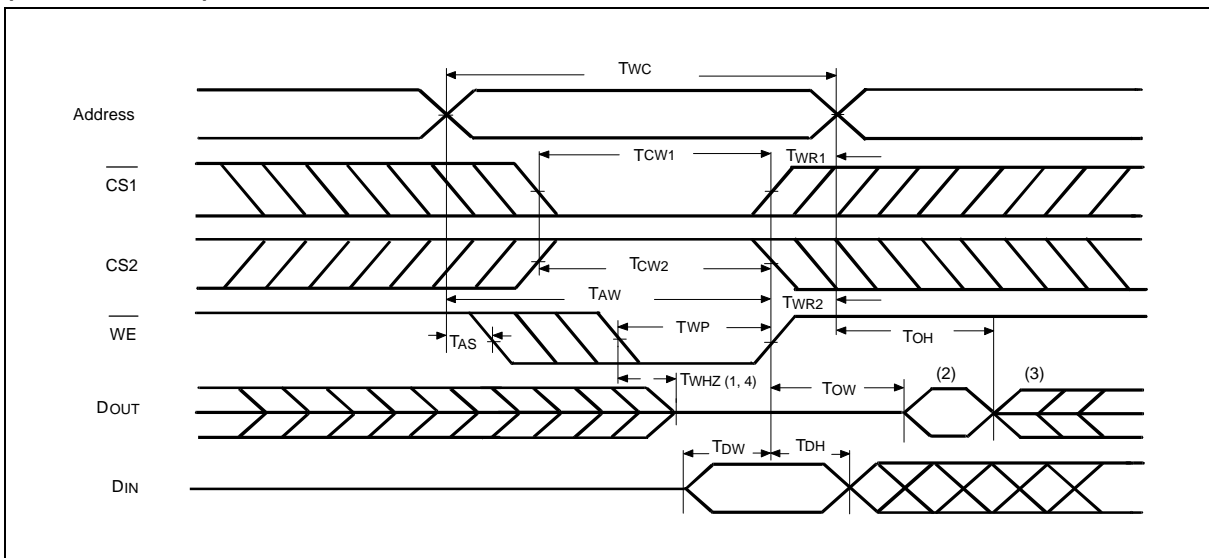 TWC
Address
TCW1
TWR1
CS1
CS2
TCW2
TAW
TWR2
WE
TAS
TWP
TOH
TWHZ (1, 4)
TOW
(2)
(3)
DOUT
TDW
TDH
DIN